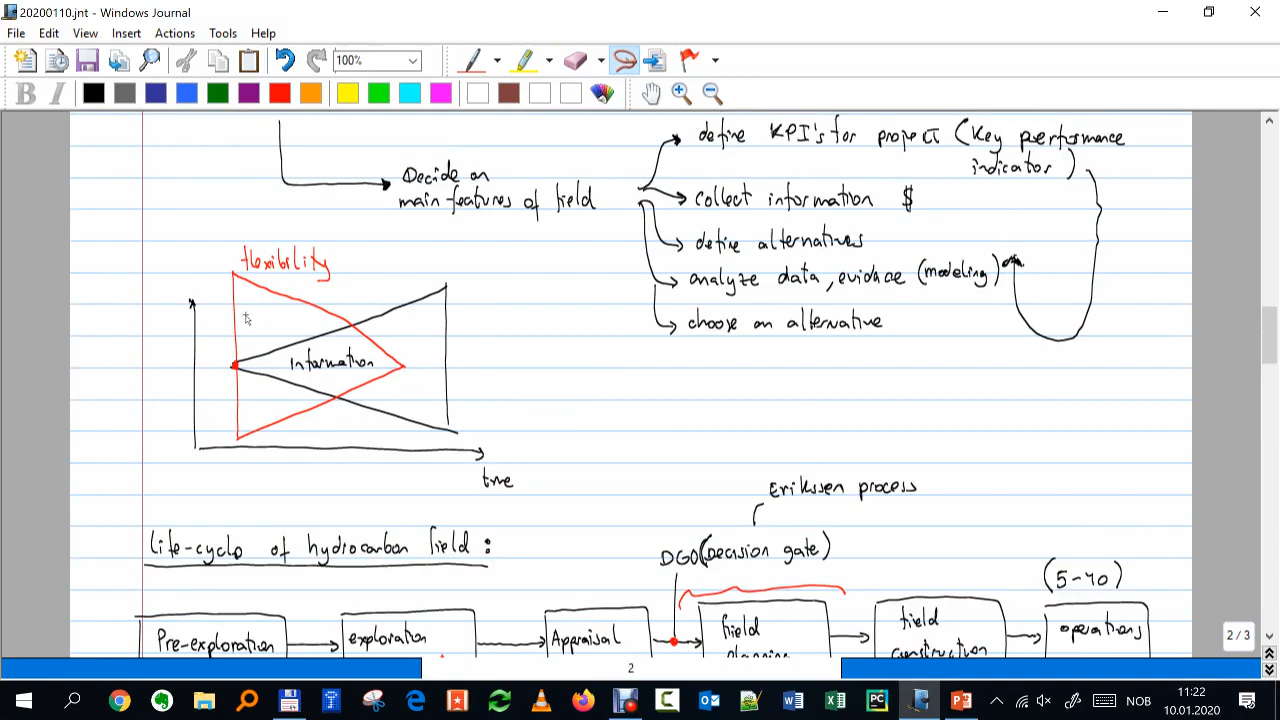 20200110.jnt - Windows Journal
File Edit View Insert Actions Tools Help
100%
B I
define KPI's for project (Key performance
indicator)
Decide on
main features of field
collect information $
define alternatives
analyze data, evidence (modeling)
choose an alternative
flexibility
Information
time
Erikssen process
Life-cycle of hydrocarbon field:
DG0 (Decision gate)
(5-40)
Pre-exploration
exploration
Appraisal
field
planning
field
construction
operations
2 / 3
2
NOB
11:22
10.01.2020